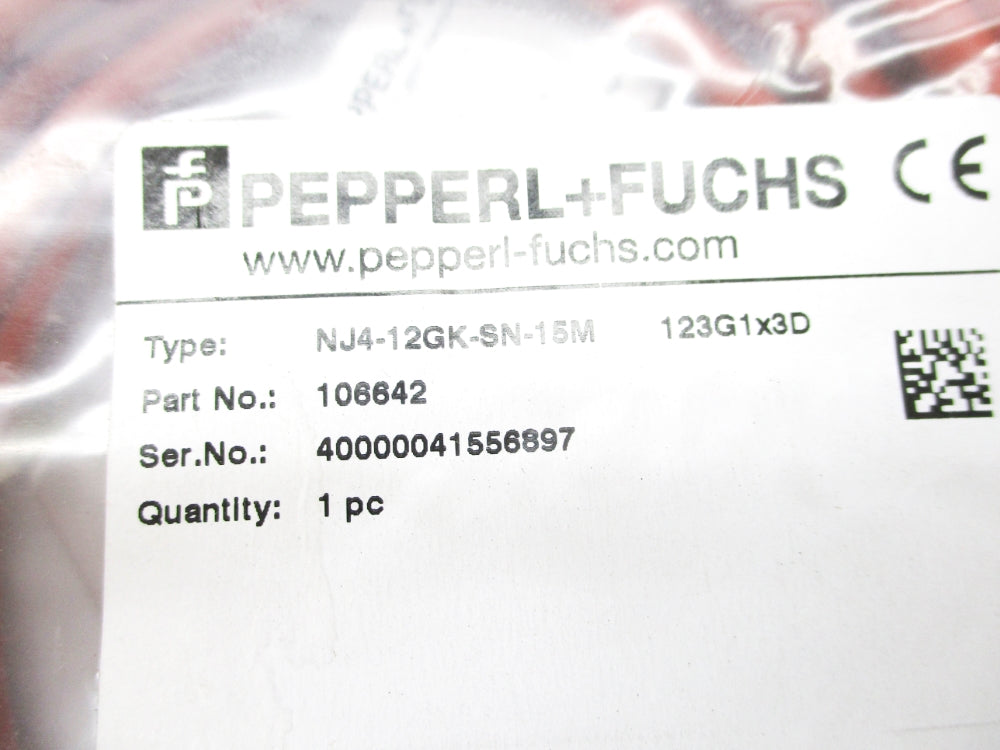 PEPPERL+FUCHS CE
www.pepperl-fuchs.com
Type: NJ4-12GK-SN-15M 123G1x3D
Part No.: 106642
Ser.No.: 40000041556897
Quantity: 1 pc